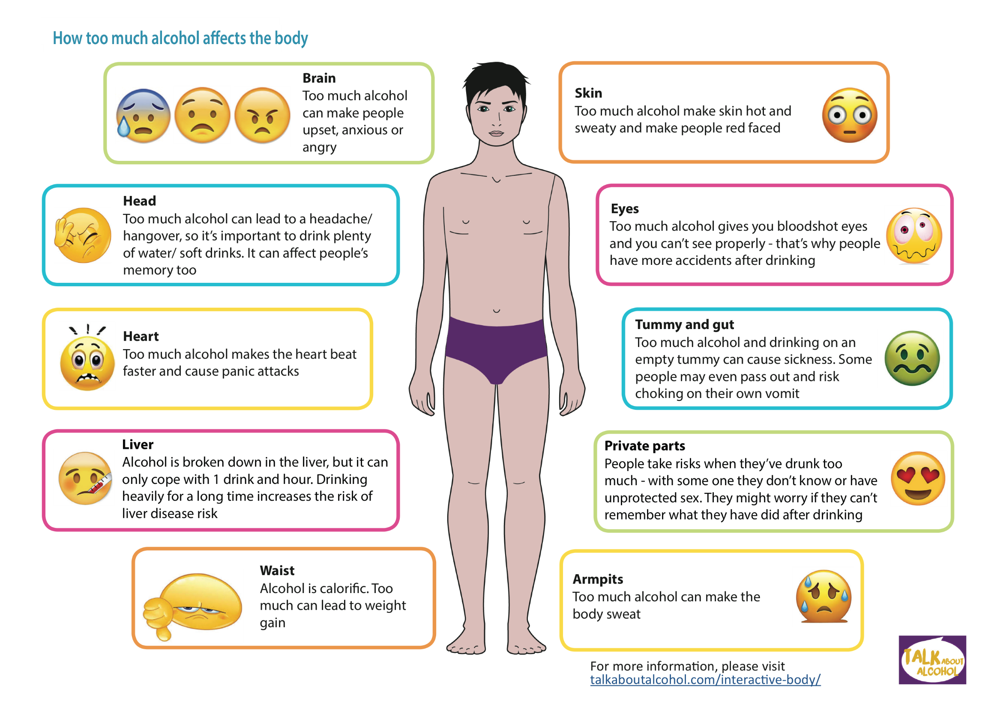 How too much alcohol affects the body
Brain
Too much alcohol
can make people
upset, anxious or
angry
Skin
Too much alcohol make skin hot and
sweaty and make people red faced
Head
Too much alcohol can lead to a headache/
hangover, so it’s important to drink plenty
of water/ soft drinks. It can affect people’s
memory too
Eyes
Too much alcohol gives you bloodshot eyes
and you can’t see properly - that’s why people
have more accidents after drinking
Heart
Too much alcohol makes the heart beat
faster and cause panic attacks
Tummy and gut
Too much alcohol and drinking on an
empty tummy can cause sickness. Some
people may even pass out and risk
choking on their own vomit
Liver
Alcohol is broken down in the liver, but it can
only cope with 1 drink and hour. Drinking
heavily for a long time increases the risk of
liver disease risk
Private parts
People take risks when they’ve drunk too
much - with some one they don’t know or have
unprotected sex. They might worry if they can’t
remember what they have did after drinking
Waist
Alcohol is calorific. Too
much can lead to weight
gain
Armpits
Too much alcohol can make the
body sweat
For more information, please visit
talkaboutalcohol.com/interactive-body/
TALK ABOUT
ALCOHOL